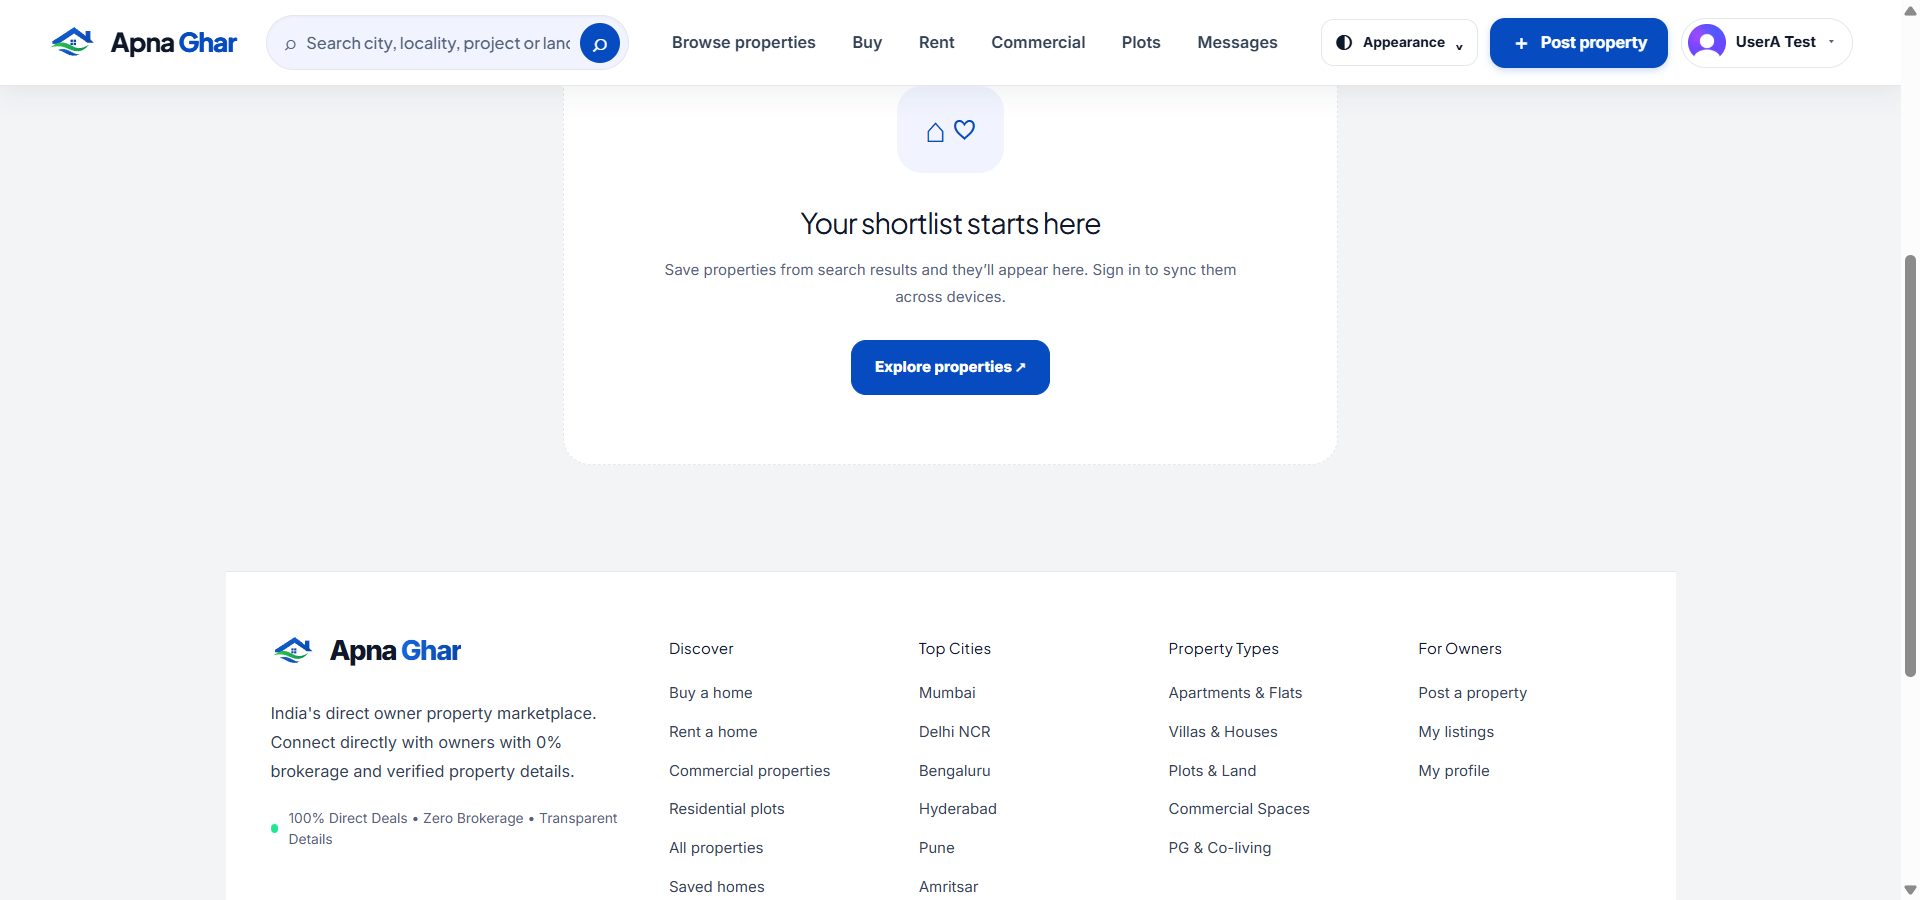 Apna Ghar
Search city, locality, project or land
Browse properties
Buy
Rent
Commercial
Plots
Messages
Appearance
+ Post property
UserA Test
Your shortlist starts here
Save properties from search results and they’ll appear here. Sign in to sync them
across devices.
Explore properties ↗
Apna Ghar
India's direct owner property marketplace.
Connect directly with owners with 0%
brokerage and verified property details.
100% Direct Deals • Zero Brokerage • Transparent
Details
Discover
Buy a home
Rent a home
Commercial properties
Residential plots
All properties
Saved homes
Top Cities
Mumbai
Delhi NCR
Bengaluru
Hyderabad
Pune
Amritsar
Property Types
Apartments & Flats
Villas & Houses
Plots & Land
Commercial Spaces
PG & Co-living
For Owners
Post a property
My listings
My profile